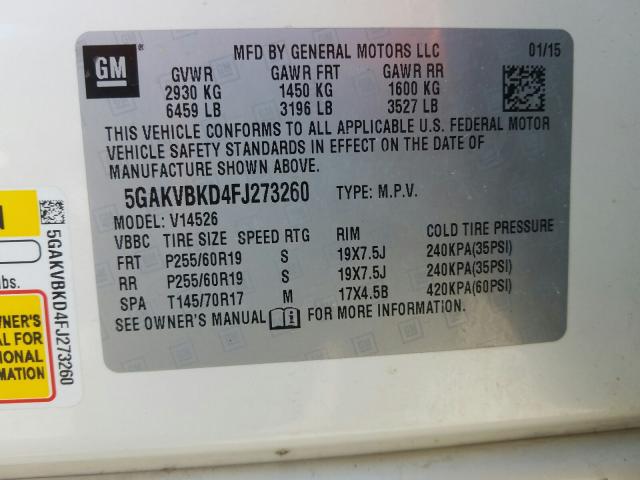 GM
MFD BY GENERAL MOTORS LLC 01/15
GVWR GAWR FRT GAWR RR
2930 KG 1450 KG 1600 KG
6459 LB 3196 LB 3527 LB
THIS VEHICLE CONFORMS TO ALL APPLICABLE U.S. FEDERAL MOTOR
VEHICLE SAFETY STANDARDS IN EFFECT ON THE DATE OF
MANUFACTURE SHOWN ABOVE.
5GAKVBKD4FJ273260 TYPE: M.P.V.
MODEL: V14526
VBBC TIRE SIZE SPEED RTG RIM COLD TIRE PRESSURE
FRT P255/60R19 S 19X7.5J 240KPA(35PSI)
RR P255/60R19 S 19X7.5J 240KPA(35PSI)
SPA T145/70R17 M 17X4.5B 420KPA(60PSI)
SEE OWNER'S MANUAL FOR MORE INFORMATION.
N
bs.
WNER'S
AL FOR
IONAL
MATION
5GAKVBKD4FJ273260